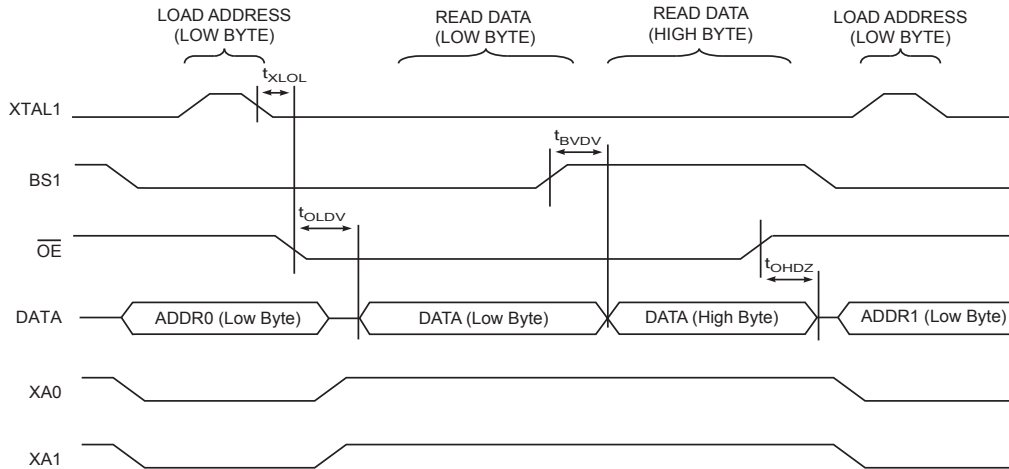 LOAD ADDRESS
(LOW BYTE)
READ DATA
(LOW BYTE)
READ DATA
(HIGH BYTE)
LOAD ADDRESS
(LOW BYTE)
tXLOL
XTAL1
tBVDV
BS1
tOLDV
OE
tOHDZ
DATA
ADDR0 (Low Byte)
DATA (Low Byte)
DATA (High Byte)
ADDR1 (Low Byte)
XA0
XA1